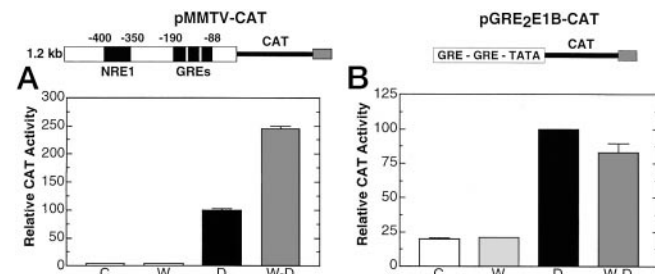 pMMTV-CAT
-400 -350 -190 -88
1.2 kb
CAT
NRE1 GREs
A
Relative CAT Activity
300
250
200
150
100
50
0
C W D W-D
pGRE2E1B-CAT
CAT
GRE - GRE - TATA
B
Relative CAT Activity
125
100
75
50
25
0
C W D W-D